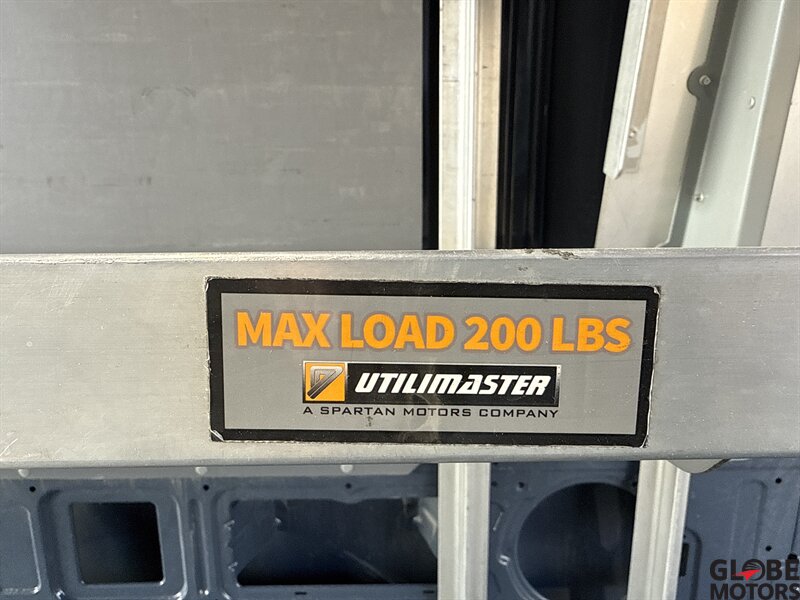 MAX LOAD 200 LBS
UTILIMASTER
A SPARTAN MOTORS COMPANY
GLOBE
MOTORS